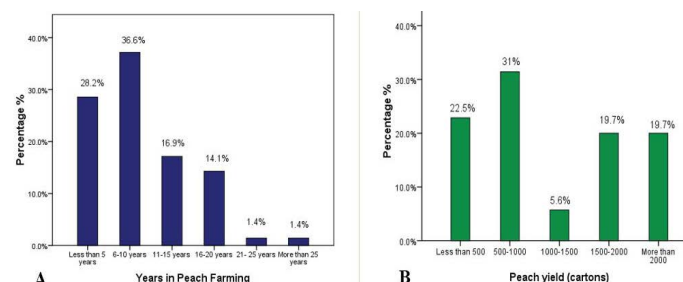 40.0%
30.0%
20.0%
10.0%
0.0%
Percentage %
28.2%
36.6%
16.9%
14.1%
1.4%
1.4%
Less than 5 years
6-10 years
11-15 years
16-20 years
21- 25 years
More than 25 years
A
Years in Peach Farming
40.0%
30.0%
20.0%
10.0%
0.0%
Percentage %
22.5%
31%
5.6%
19.7%
19.7%
Less than 500
500-1000
1000-1500
1500-2000
More than 2000
B
Peach yield (cartons)